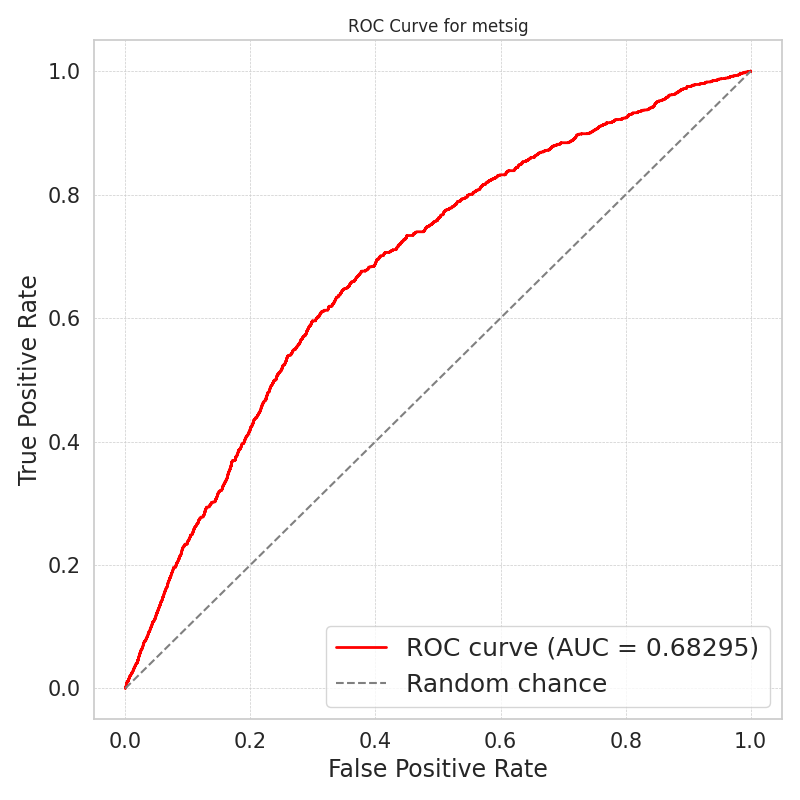 ROC Curve for metsig
1.0
0.8
0.6
0.4
0.2
0.0
True Positive Rate
ROC curve (AUC = 0.68295)
Random chance
0.0 0.2 0.4 0.6 0.8 1.0
False Positive Rate